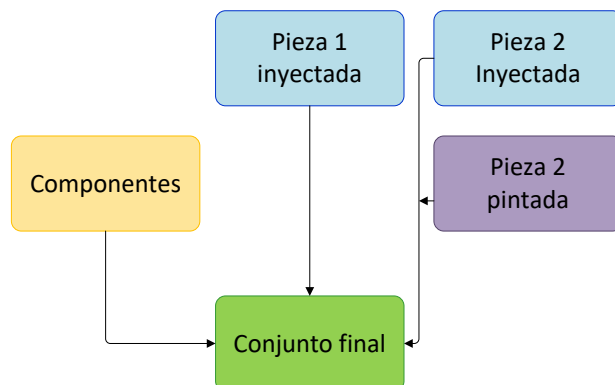 Pieza 1
inyectada
Pieza 2
Inyectada
Componentes
Pieza 2
pintada
Conjunto final